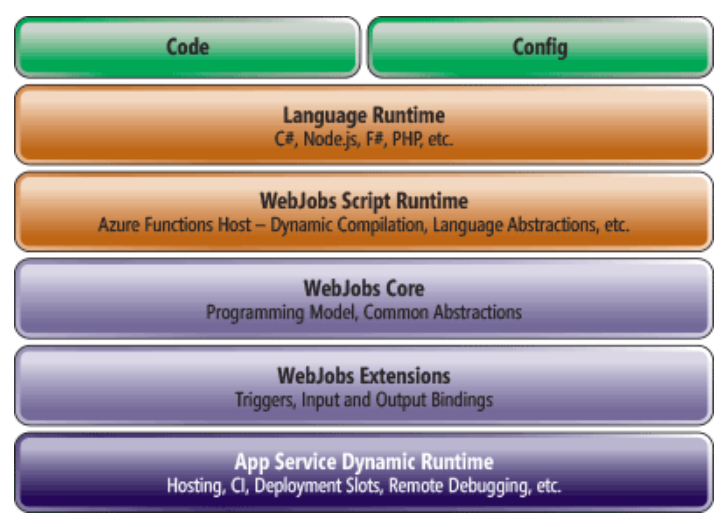 Code
Config
Language Runtime
C#, Node.js, F#, PHP, etc.
WebJobs Script Runtime
Azure Functions Host – Dynamic Compilation, Language Abstractions, etc.
WebJobs Core
Programming Model, Common Abstractions
WebJobs Extensions
Triggers, Input and Output Bindings
App Service Dynamic Runtime
Hosting, CI, Deployment Slots, Remote Debugging, etc.